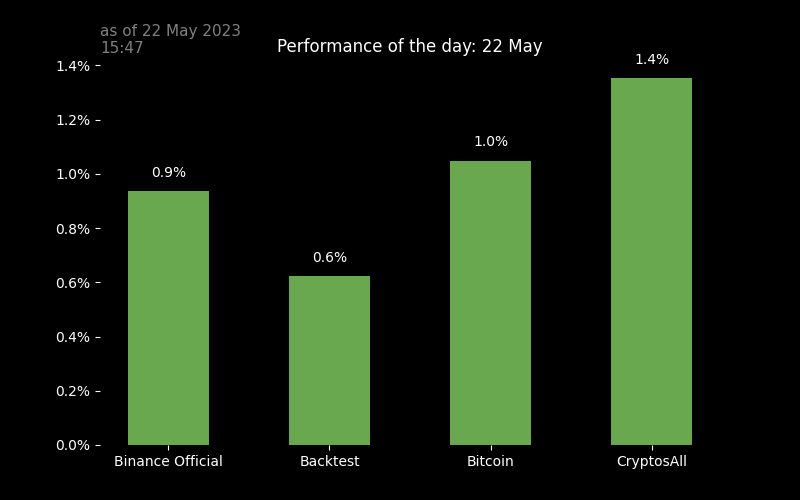 as of 22 May 2023
15:47
Performance of the day: 22 May
1.4%
1.2%
1.0%
0.8%
0.6%
0.4%
0.2%
0.0%
0.9%
0.6%
1.0%
1.4%
Binance Official
Backtest
Bitcoin
CryptosAll